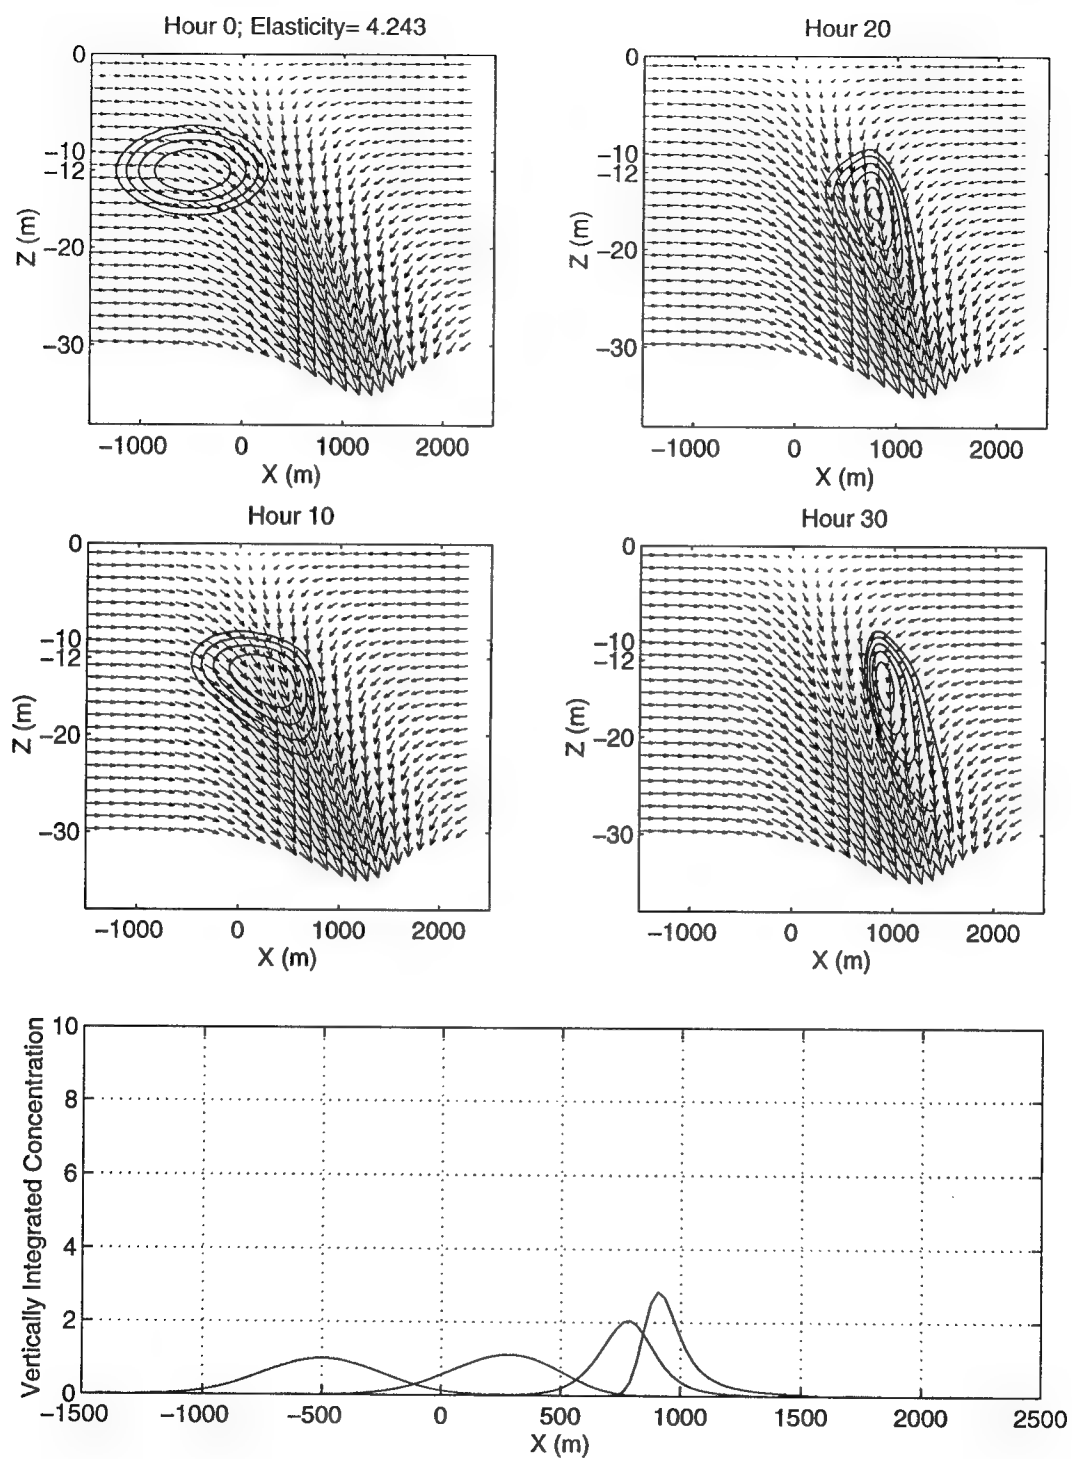 Hour 0; Elasticity= 4.243
0
−10
−12
−20
−30
Z (m)
−1000 0 1000 2000
X (m)
Hour 20
0
−10
−12
−20
−30
Z (m)
−1000 0 1000 2000
X (m)
Hour 10
0
−10
−12
−20
−30
Z (m)
−1000 0 1000 2000
X (m)
Hour 30
0
−10
−12
−20
−30
Z (m)
−1000 0 1000 2000
X (m)
Vertically Integrated Concentration
10
8
6
4
2
0
−1500 −1000 −500 0 500 1000 1500 2000 2500
X (m)